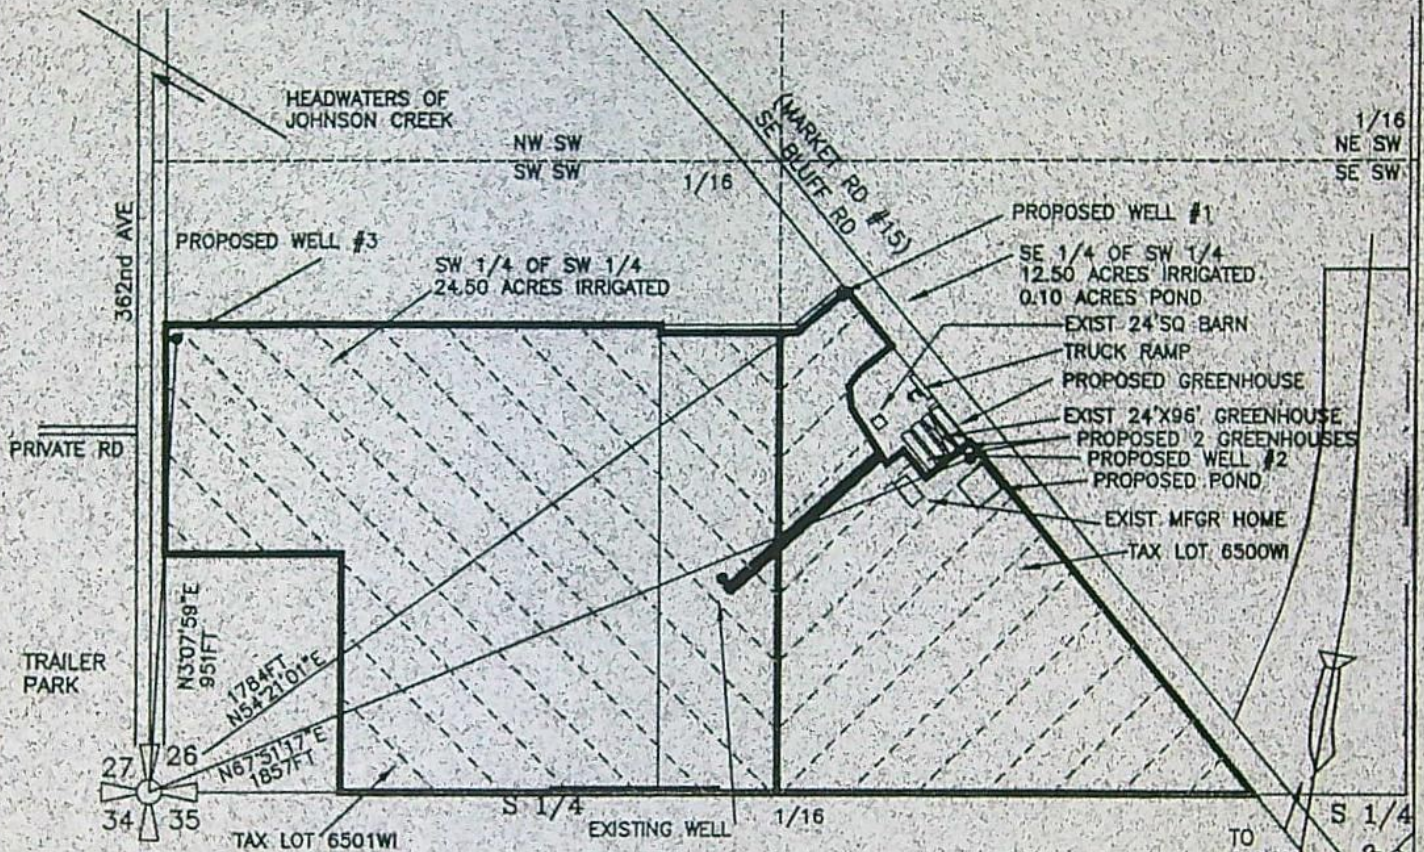 HEADWATERS OF
JOHNSON CREEK
NW SW
SW SW
1/16
1/16
NE SW
SE SW
(MARKET RD #15)
SE BLUFF RD
362nd AVE
PROPOSED WELL #3
SW 1/4 OF SW 1/4
24.50 ACRES IRRIGATED
PROPOSED WELL #1
SE 1/4 OF SW 1/4
12.50 ACRES IRRIGATED
0.10 ACRES POND
EXIST 24'SQ BARN
TRUCK RAMP
PROPOSED GREENHOUSE
EXIST 24'X96' GREENHOUSE
PROPOSED 2 GREENHOUSES
PROPOSED WELL #2
PROPOSED POND
EXIST MFGR HOME
TAX LOT 6500WI
PRIVATE RD
TRAILER
PARK
N3°07'59"E
951FT
1784FT
N54°21'01"E
N67°51'17"E
1857FT
27 26
34 35
TAX LOT 6501WI
S 1/4
EXISTING WELL
1/16
TO
S 1/4